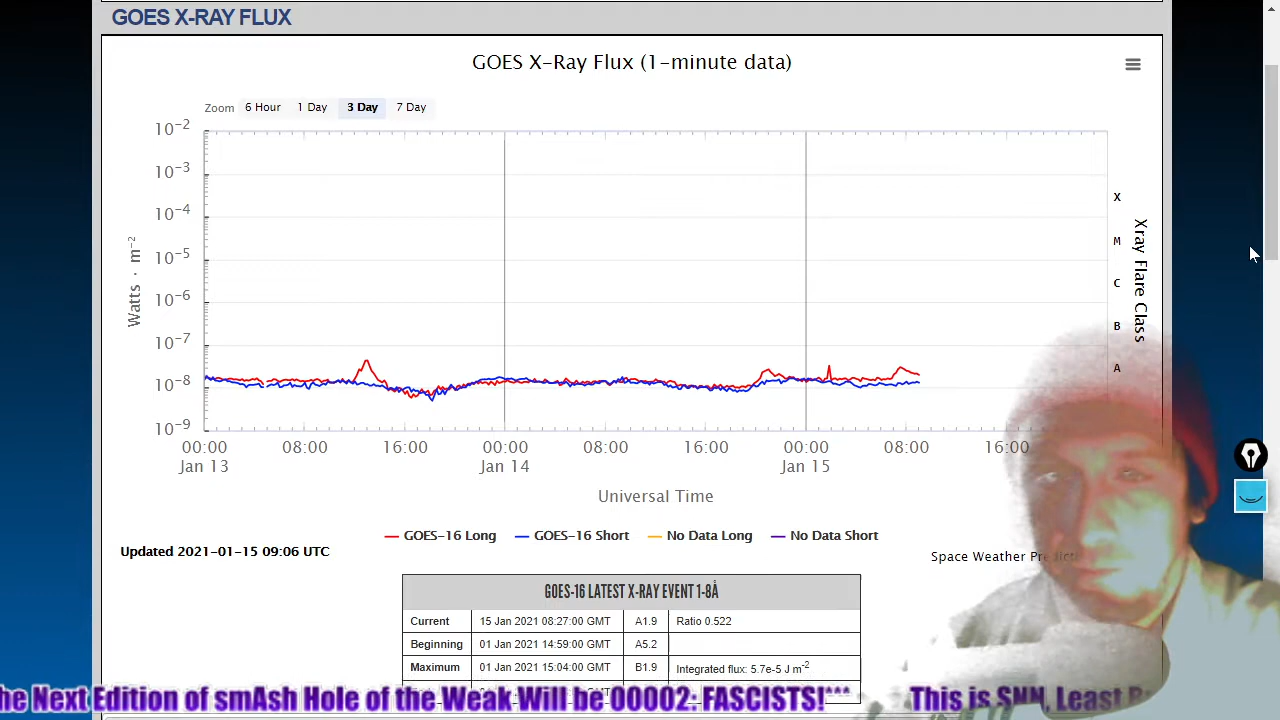 GOES X-RAY FLUX
GOES X-Ray Flux (1-minute data)
Zoom 6 Hour 1 Day 3 Day 7 Day
10-2
10-3
10-4
10-5
10-6
10-7
10-8
10-9
Watts · m-2
X
M
C
B
A
Xray Flare Class
00:00 08:00 16:00 00:00 08:00 16:00 00:00 08:00 16:00
Jan 13 Jan 14 Jan 15
Universal Time
GOES-16 Long GOES-16 Short No Data Long No Data Short
Updated 2021-01-15 09:06 UTC
Space Weather
GOES-16 LATEST X-RAY EVENT 1-8Å
Current 15 Jan 2021 08:27:00 GMT A1.9 Ratio 0.522
Beginning 01 Jan 2021 14:59:00 GMT A5.2
Maximum 01 Jan 2021 15:04:00 GMT B1.9 Integrated flux: 5.7e-5 J m-2
he Next Edition of smAsh Hole of the Weak Will be 00002: FASCISTS!*** This is SNN, Least